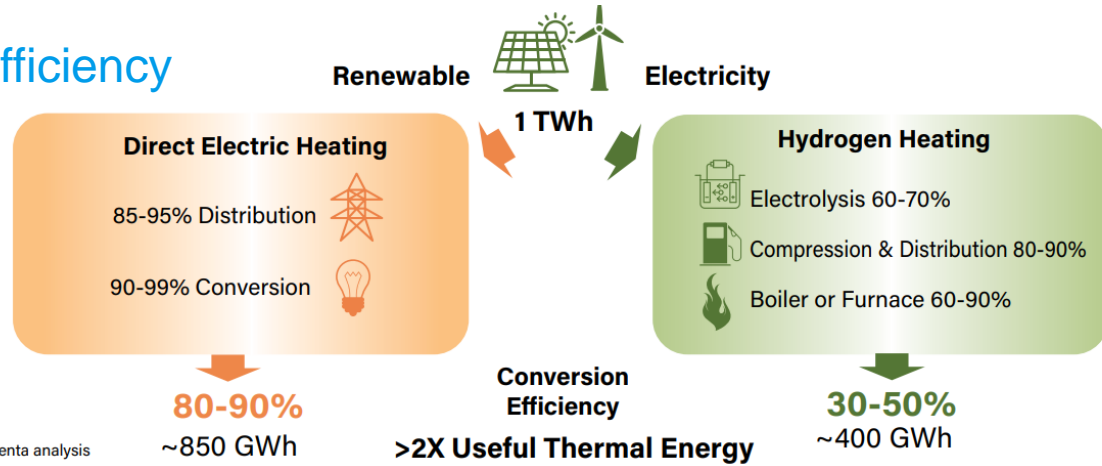 fficiency
Renewable Electricity
1 TWh
Direct Electric Heating
85-95% Distribution
90-99% Conversion
80-90%
~850 GWh
Hydrogen Heating
Electrolysis 60-70%
Compression & Distribution 80-90%
Boiler or Furnace 60-90%
30-50%
~400 GWh
Conversion
Efficiency
>2X Useful Thermal Energy
enta analysis